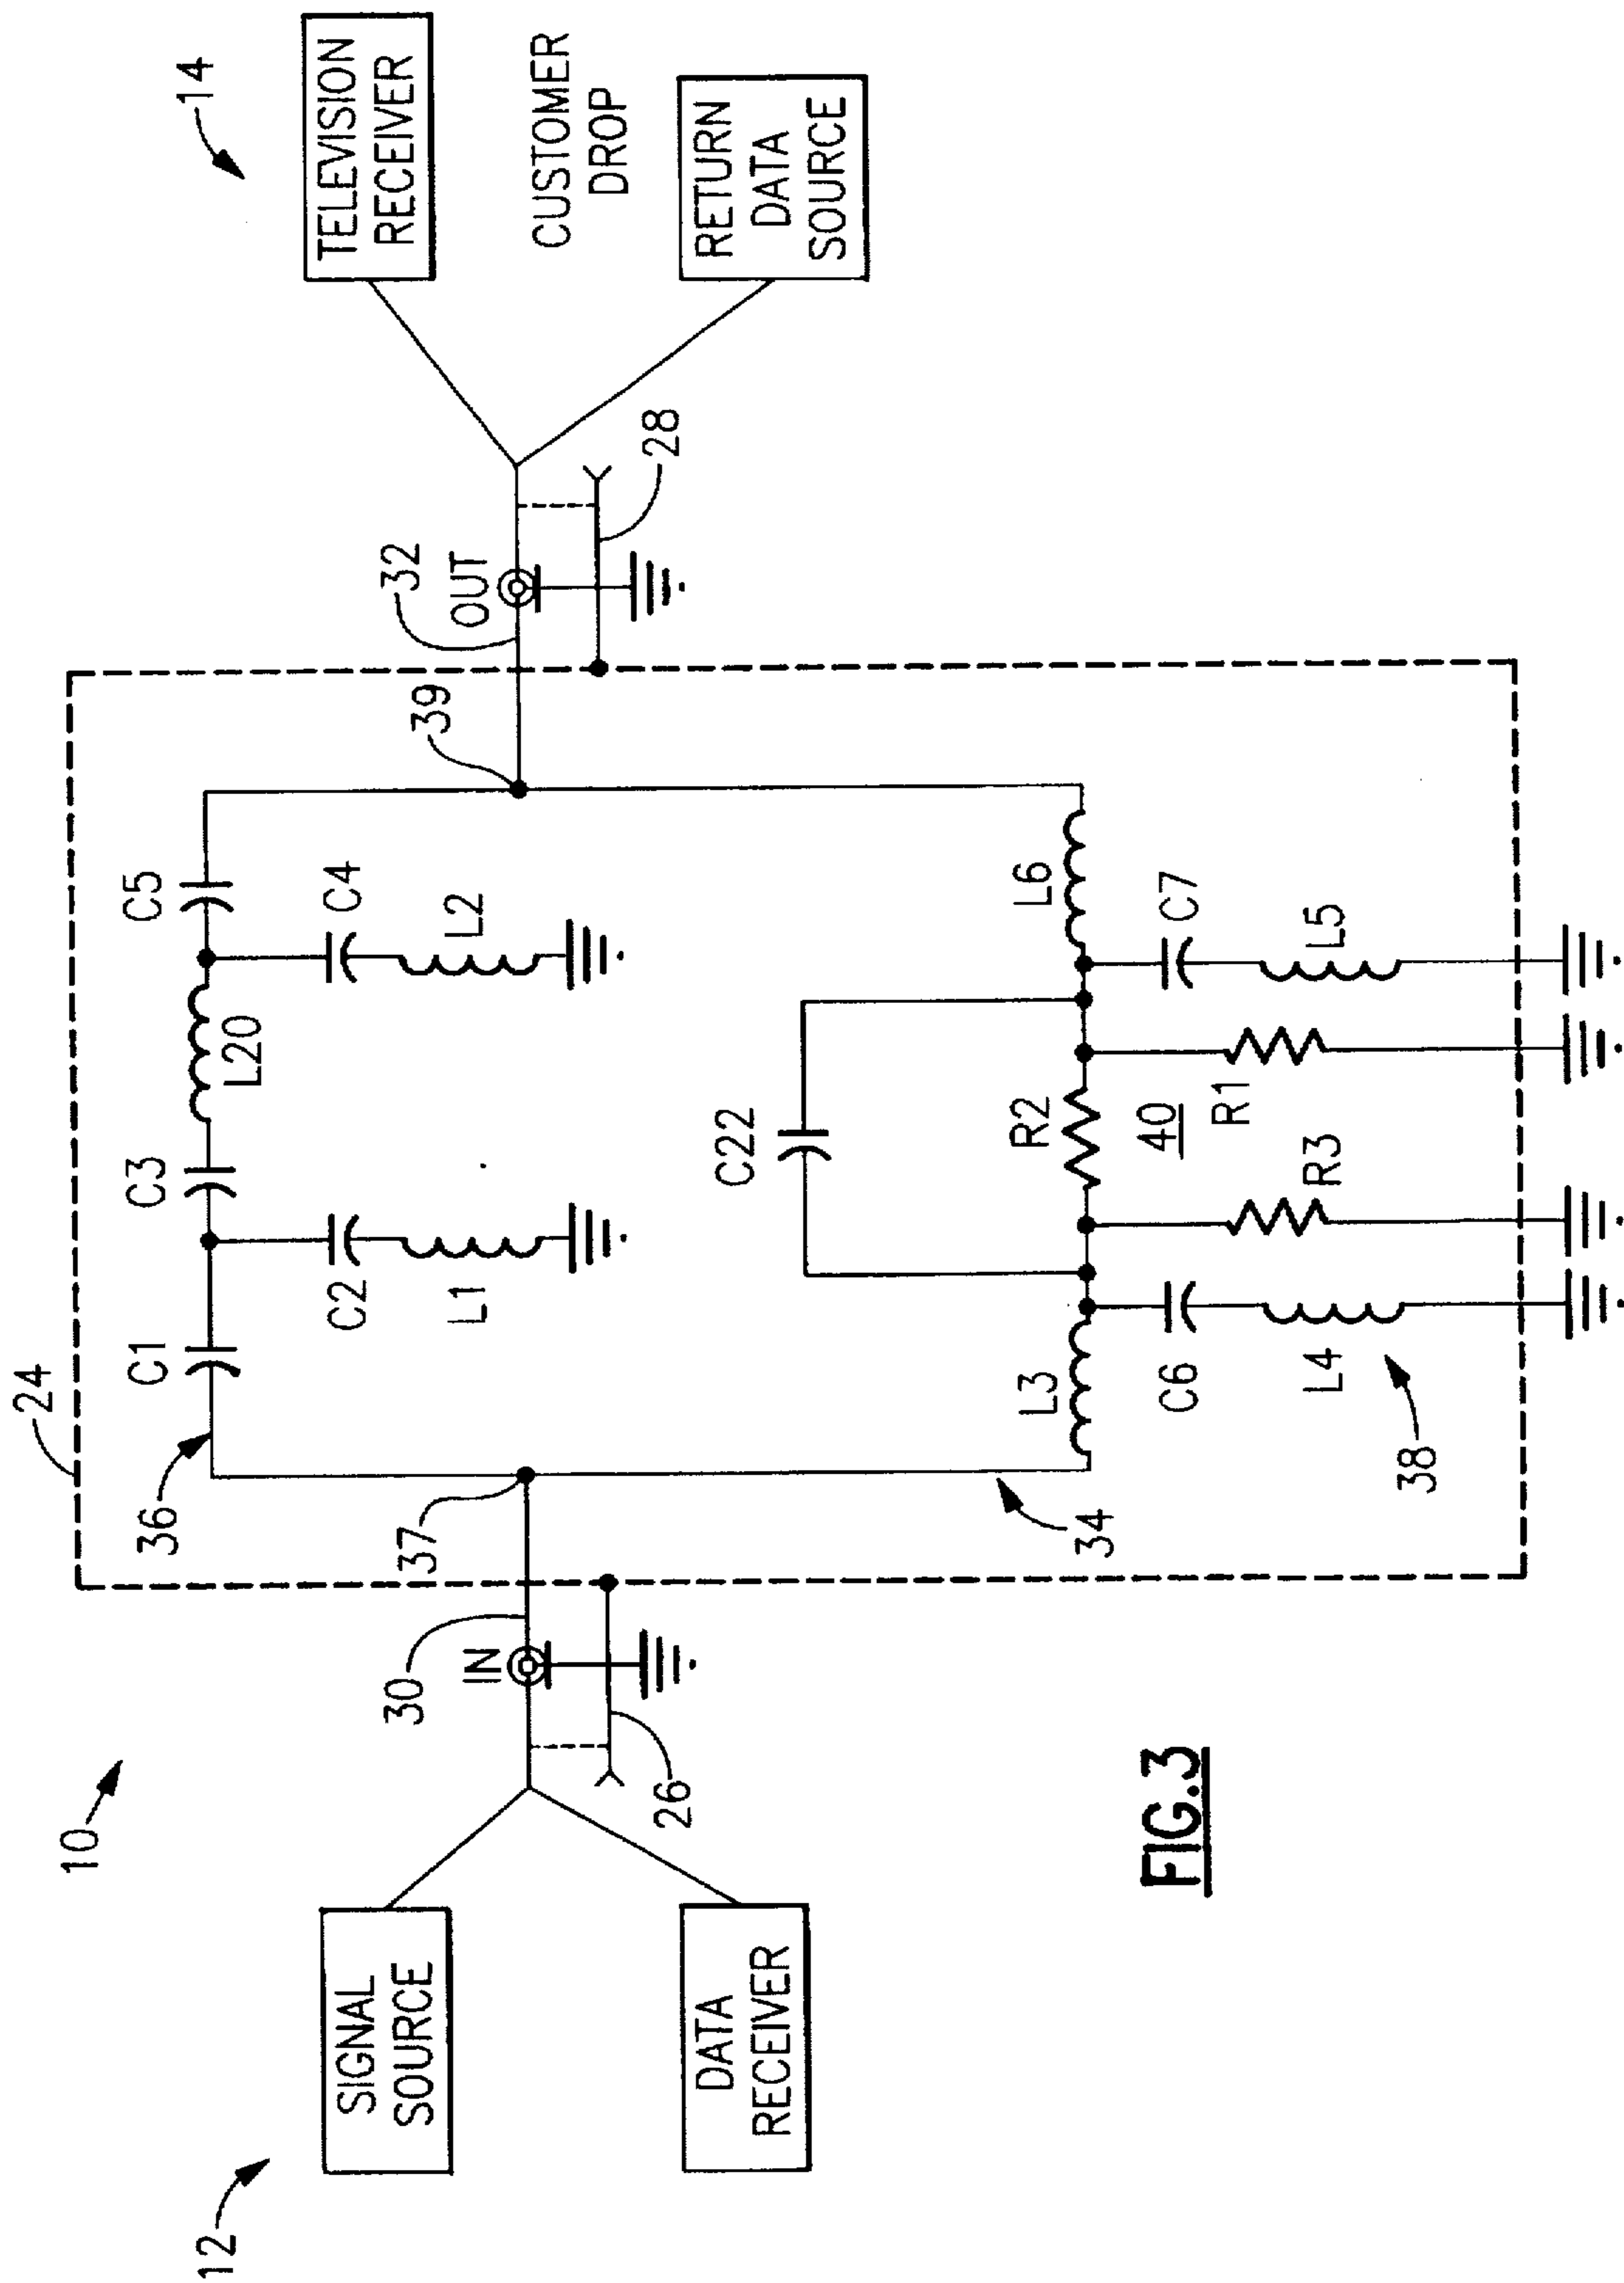 10
12
14
24
SIGNAL
SOURCE
DATA
RECEIVER
30
IN
26
36
37
34
C1
C2
L1
C3
L20
C4
L2
C5
C22
L3
C6
L4
38
R3
R2
40
R1
L6
C7
L5
39
32
OUT
28
TELEVISION
RECEIVER
CUSTOMER
DROP
RETURN
DATA
SOURCE
FIG.3